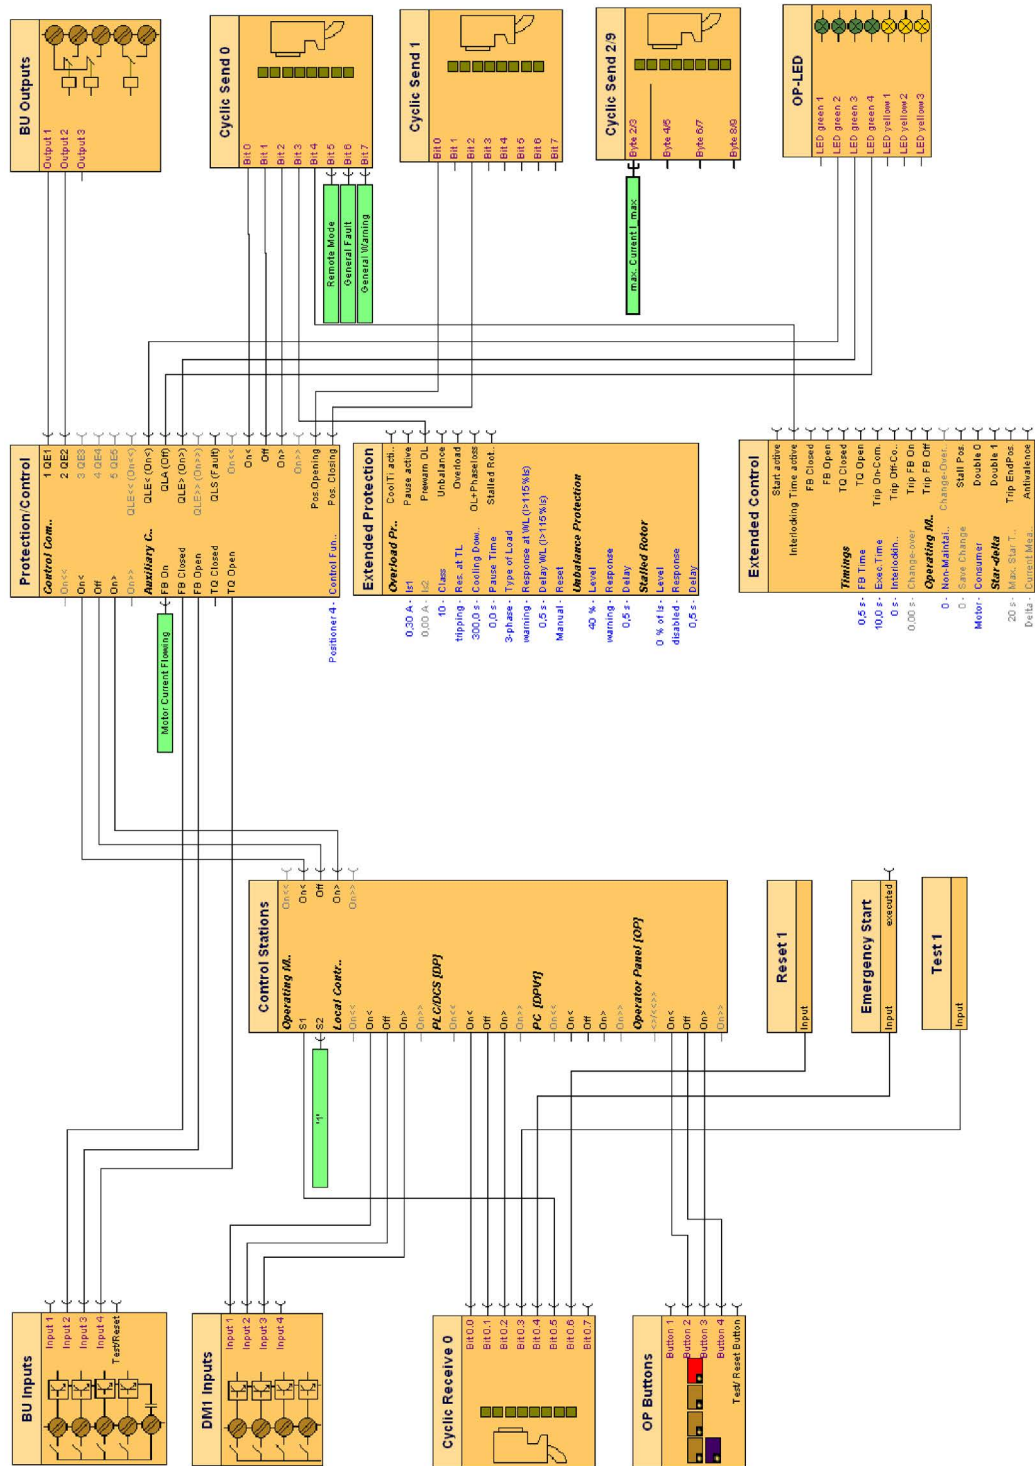 BU Inputs
Input 1
Input 2
Input 3
Input 4
Test/Reset
DM1 Inputs
Input 1
Input 2
Input 3
Input 4
Cyclic Receive 0
Bit 0.0
Bit 0.1
Bit 0.2
Bit 0.3
Bit 0.4
Bit 0.5
Bit 0.6
Bit 0.7
OP Buttons
Button 1
Button 2
Button 3
Button 4
Test/ Reset Button
Control Stations
On<<
Operating M..
On<
S1
Off
S2
On>
Local Contr..
On>>
On<<
On<
Off
On>
On>>
PLC/DCS [DP]
On<<
On<
Off
On>
On>>
PC [DPV1]
On<<
On<
Off
On>
On>>
Operator Panel [OP]
<>/<<>>
On<
Off
On>
On>>
'1'
Reset 1
Input
Emergency Start
Input
executed
Test 1
Input
Protection/Control
Control Com..
1 QE1
On<<
2 QE2
On<
3 QE3
Off
4 QE4
On>
5 QE5
On>>
QLE<< (On<<)
Auxiliary C..
QLE< (On<)
FB On
QLA (Off)
FB Closed
QLE> (On>)
FB Open
QLE>> (On>>)
TQ Closed
QLS (Fault)
TQ Open
On<<
On<
Off
On>
On>>
Pos.Opening
Positioner 4 -
Control Fun..
Pos. Closing
Motor Current Flowing
Extended Protection
Overload Pr..
CoolTi acti..
0,30 A - Is1
Pause active
0,00 A - Is2
Prewarn OL
10 - Class
Unbalance
tripping - Res. at TL
Overload
300,0 s - Cooling Dow..
OL+Phaseloss
0,0 s - Pause Time
Stalled Rot..
3-phase - Type of Load
warning - Response at WL (I>115%Is)
0,5 s - Delay WL (I>115%Is)
Manual - Reset
Unbalance Protection
40 % - Level
warning - Response
0,5 s - Delay
Stalled Rotor
0 % of Is - Level
disabled - Response
0,5 s - Delay
Extended Control
Start active
Interlocking Time active
FB Closed
FB Open
Timings
TQ Closed
0,5 s - FB Time
TQ Open
10,0 s - Exec.Time
Trip On-Com..
0 s - Interlockin..
Trip Off-Co..
0,00 s - Change-over
Trip FB On
Operating M..
Trip FB Off
0 - Non-Maintai..
Change-Over..
0 - Save Change
Stall Pos.
Motor - Consumer
Double 0
Star-delta
Double 1
20 s - Max. Star T..
Trip EndPos.
Delta - Current Mea..
Antivalence
BU Outputs
Output 1
Output 2
Output 3
Cyclic Send 0
Bit 0
Bit 1
Bit 2
Bit 3
Bit 4
Bit 5
Bit 6
Bit 7
Remote Mode
General Fault
General Warning
Cyclic Send 1
Bit 0
Bit 1
Bit 2
Bit 3
Bit 4
Bit 5
Bit 6
Bit 7
Cyclic Send 2/9
Byte 2/3
Byte 4/5
Byte 6/7
Byte 8/9
max. Current I_max
OP-LED
LED green 1
LED green 2
LED green 3
LED green 4
LED yellow 1
LED yellow 2
LED yellow 3